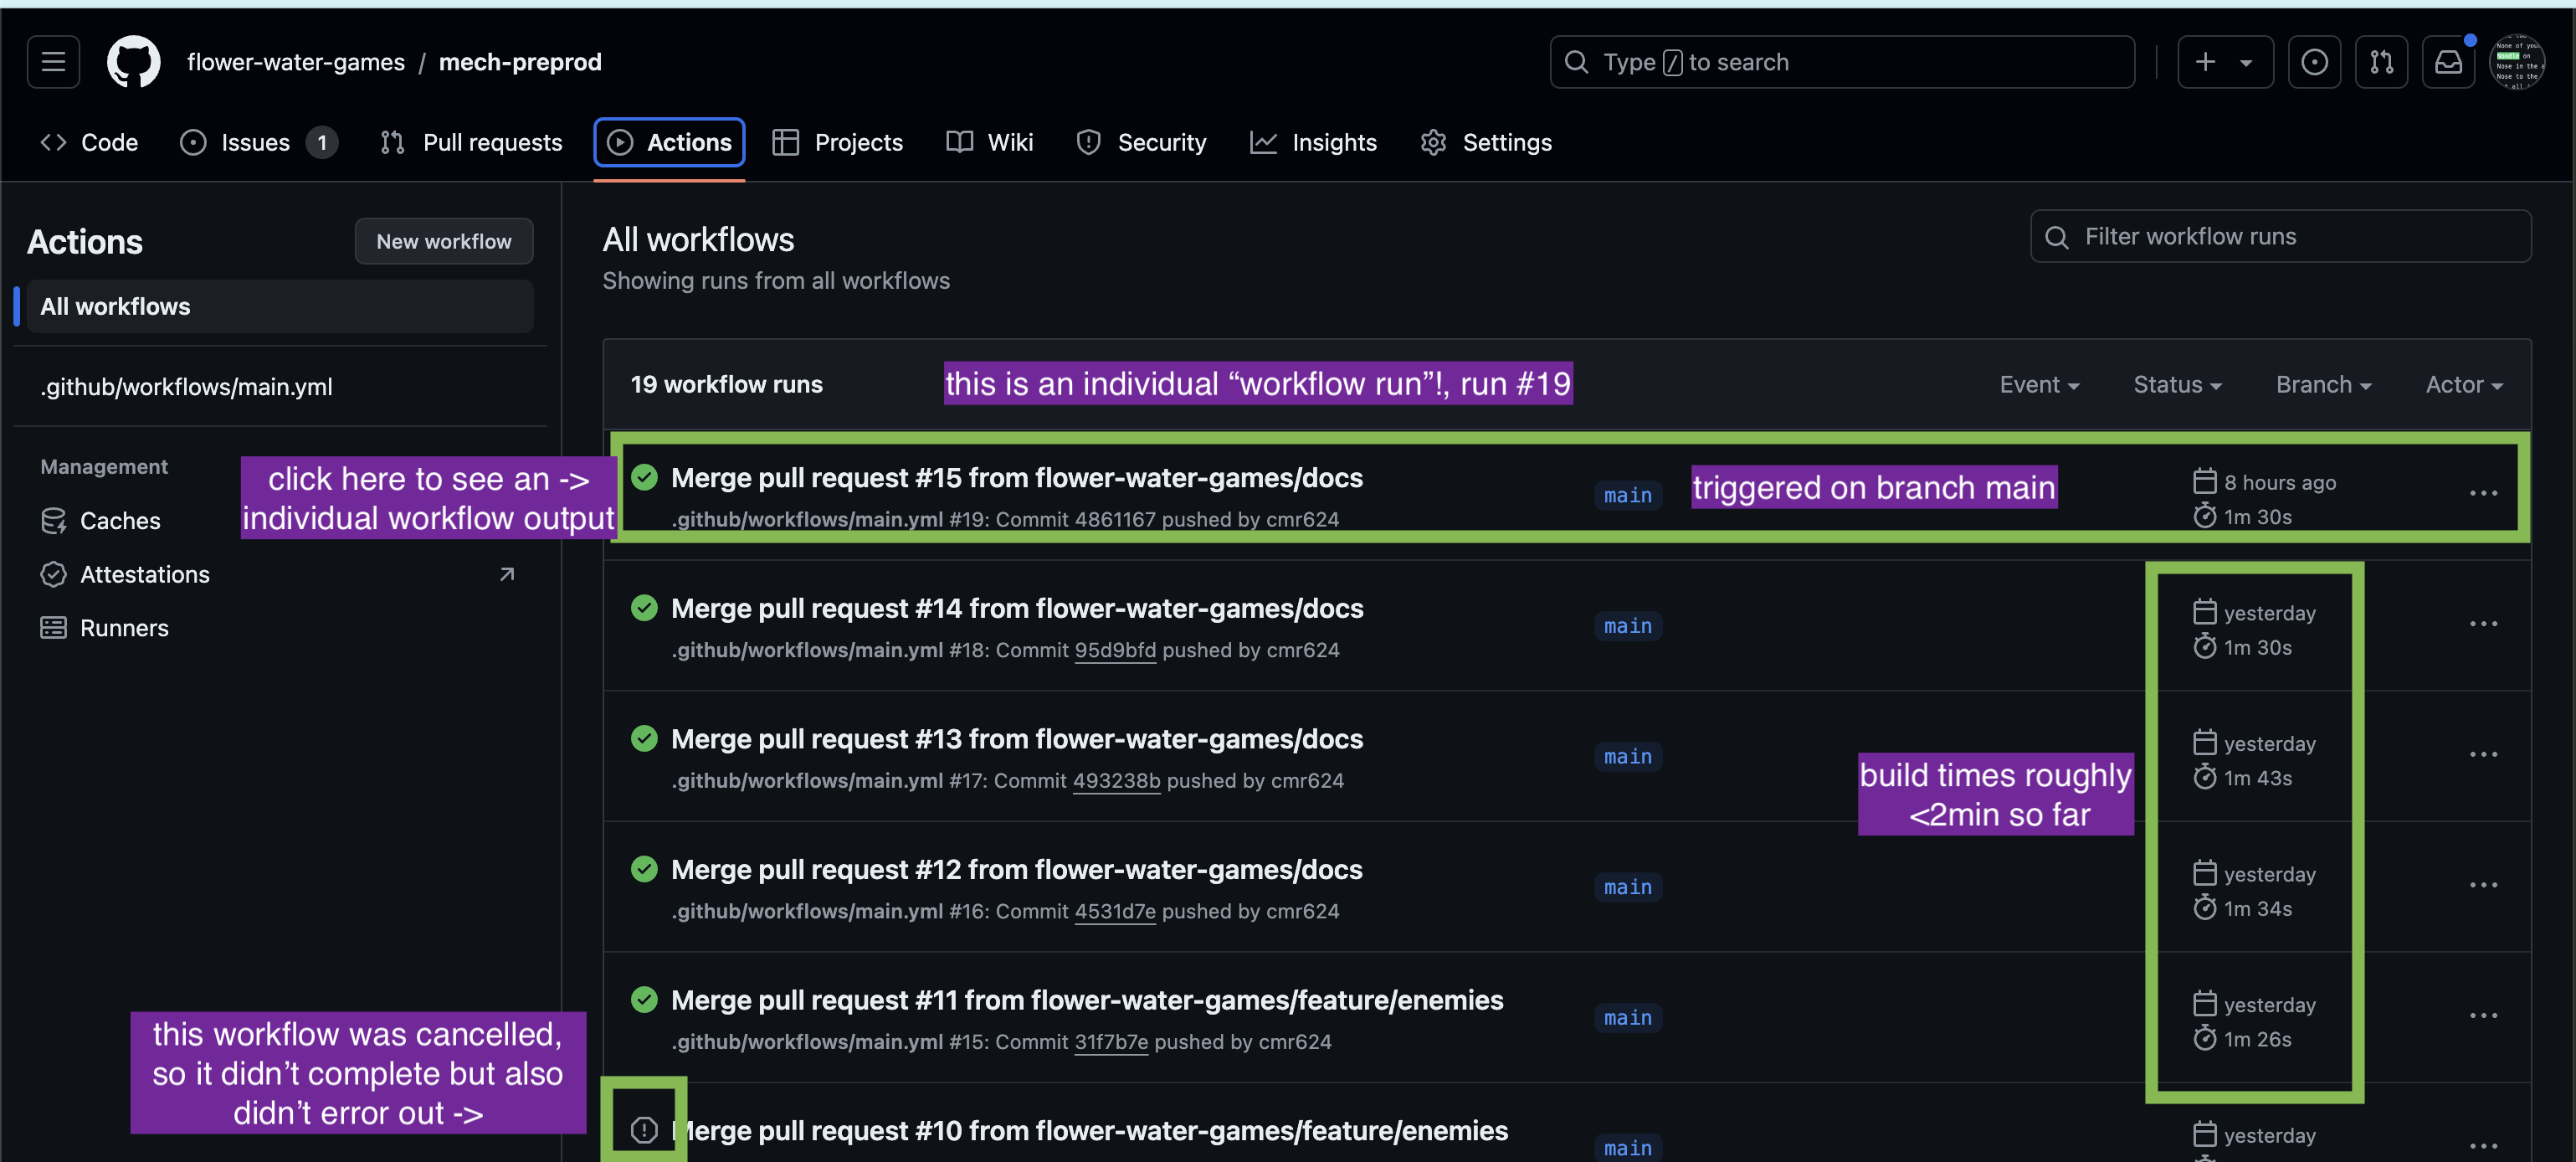 flower-water-games / mech-preprod
Type / to search
Code
Issues 1
Pull requests
Actions
Projects
Wiki
Security
Insights
Settings
Actions
New workflow
All workflows
.github/workflows/main.yml
Management
Caches
Attestations
Runners
click here to see an ->
individual workflow output
this workflow was cancelled,
so it didn’t complete but also
didn’t error out ->
All workflows
Showing runs from all workflows
Filter workflow runs
19 workflow runs
this is an individual “workflow run”!, run #19
Event
Status
Branch
Actor
Merge pull request #15 from flower-water-games/docs
.github/workflows/main.yml #19: Commit 4861167 pushed by cmr624
main
triggered on branch main
8 hours ago
1m 30s
Merge pull request #14 from flower-water-games/docs
.github/workflows/main.yml #18: Commit 95d9bfd pushed by cmr624
main
yesterday
1m 30s
Merge pull request #13 from flower-water-games/docs
.github/workflows/main.yml #17: Commit 493238b pushed by cmr624
main
build times roughly
<2min so far
yesterday
1m 43s
Merge pull request #12 from flower-water-games/docs
.github/workflows/main.yml #16: Commit 4531d7e pushed by cmr624
main
yesterday
1m 34s
Merge pull request #11 from flower-water-games/feature/enemies
.github/workflows/main.yml #15: Commit 31f7b7e pushed by cmr624
main
yesterday
1m 26s
Merge pull request #10 from flower-water-games/feature/enemies
main
yesterday